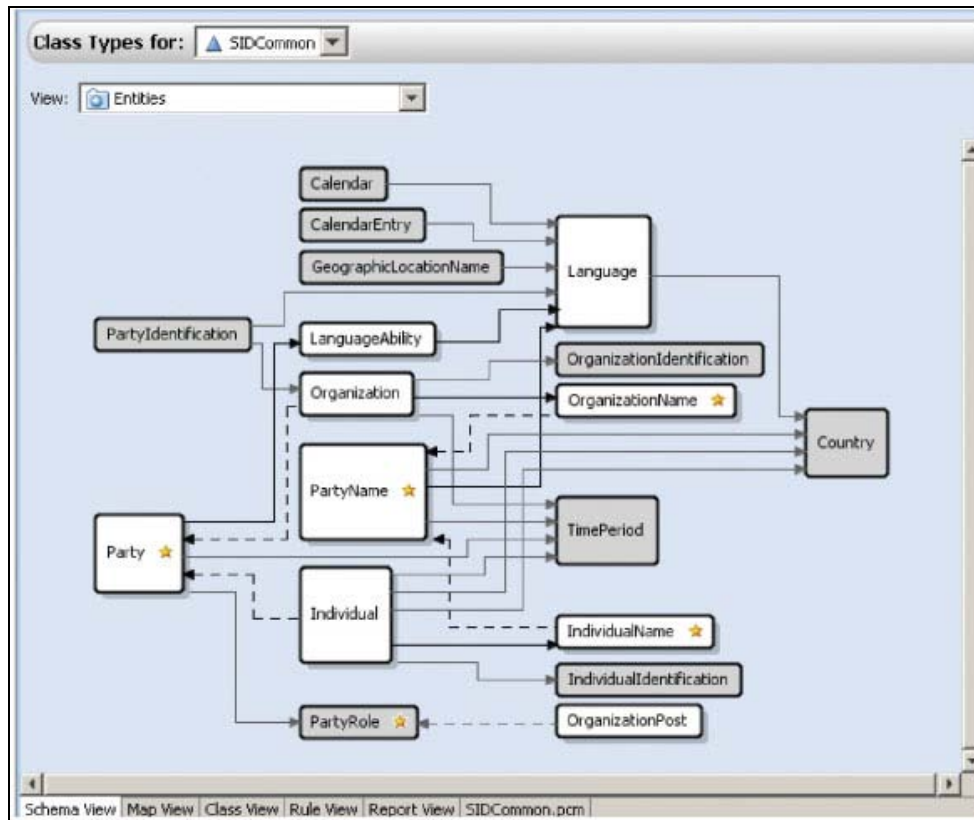 Class Types for: SIDCommon
View: Entities
Calendar
CalendarEntry
Language
GeographicLocationName
PartyIdentification
LanguageAbility
OrganizationIdentification
Organization
OrganizationName
Country
PartyName
TimePeriod
Party
Individual
IndividualName
IndividualIdentification
PartyRole
OrganizationPost
Schema View Map View Class View Rule View Report View SIDCommon.pcm